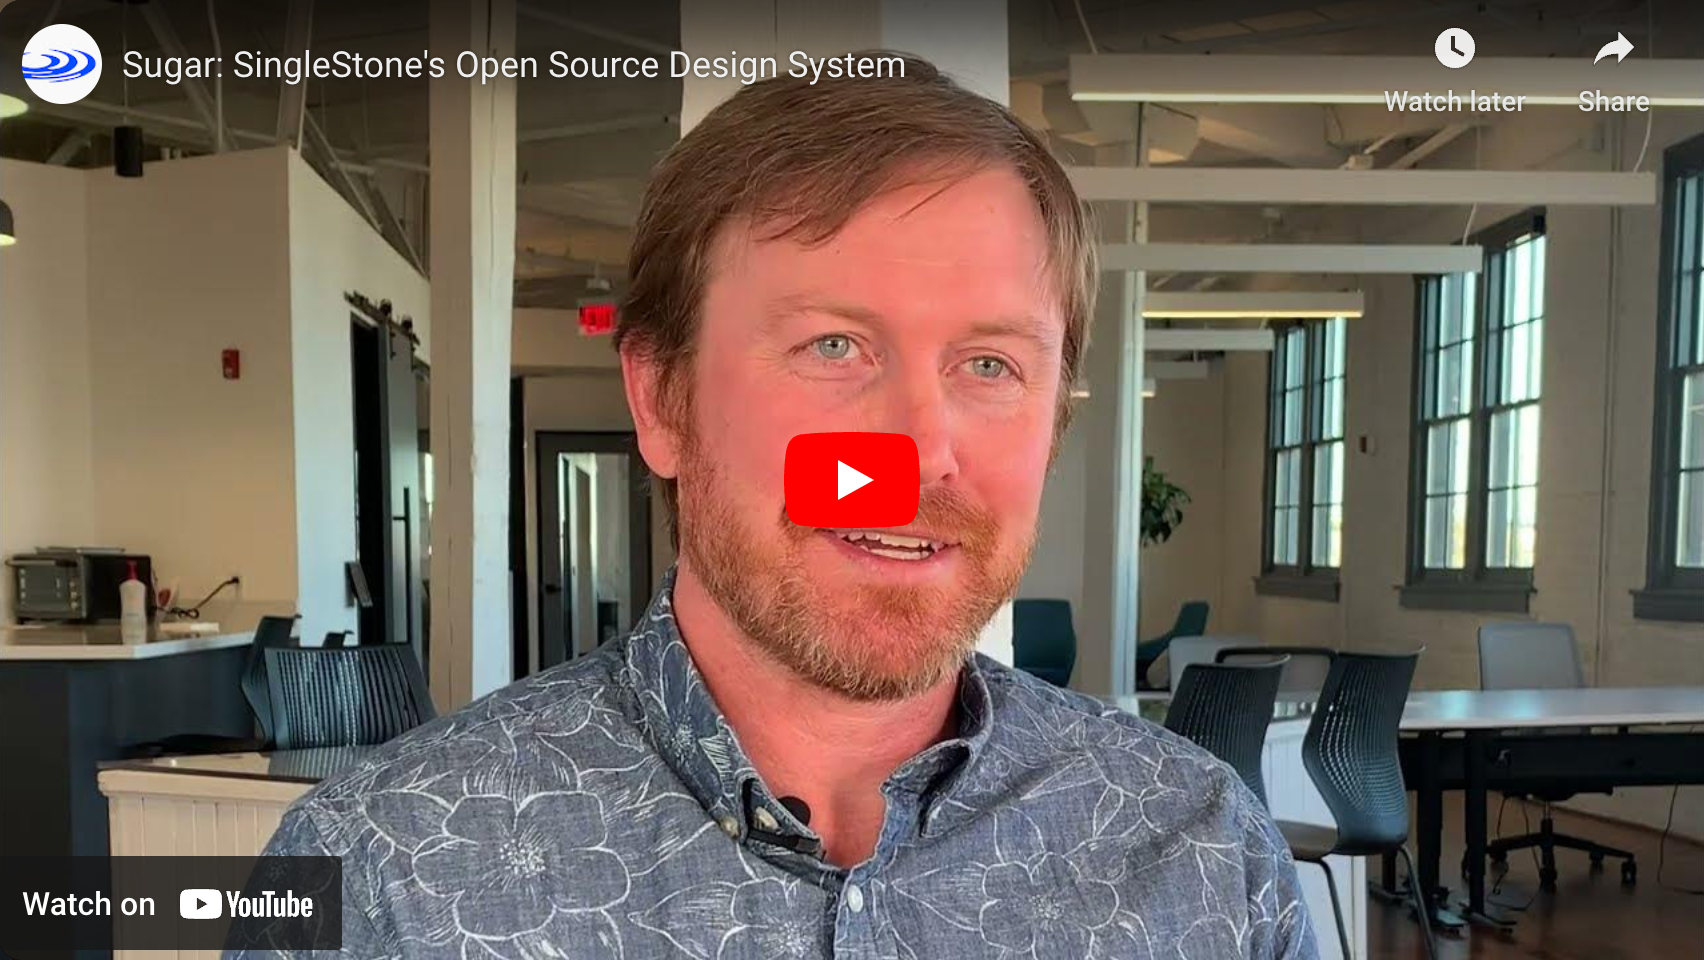 Sugar: SingleStone's Open Source Design System
Watch later
Share
Watch on YouTube